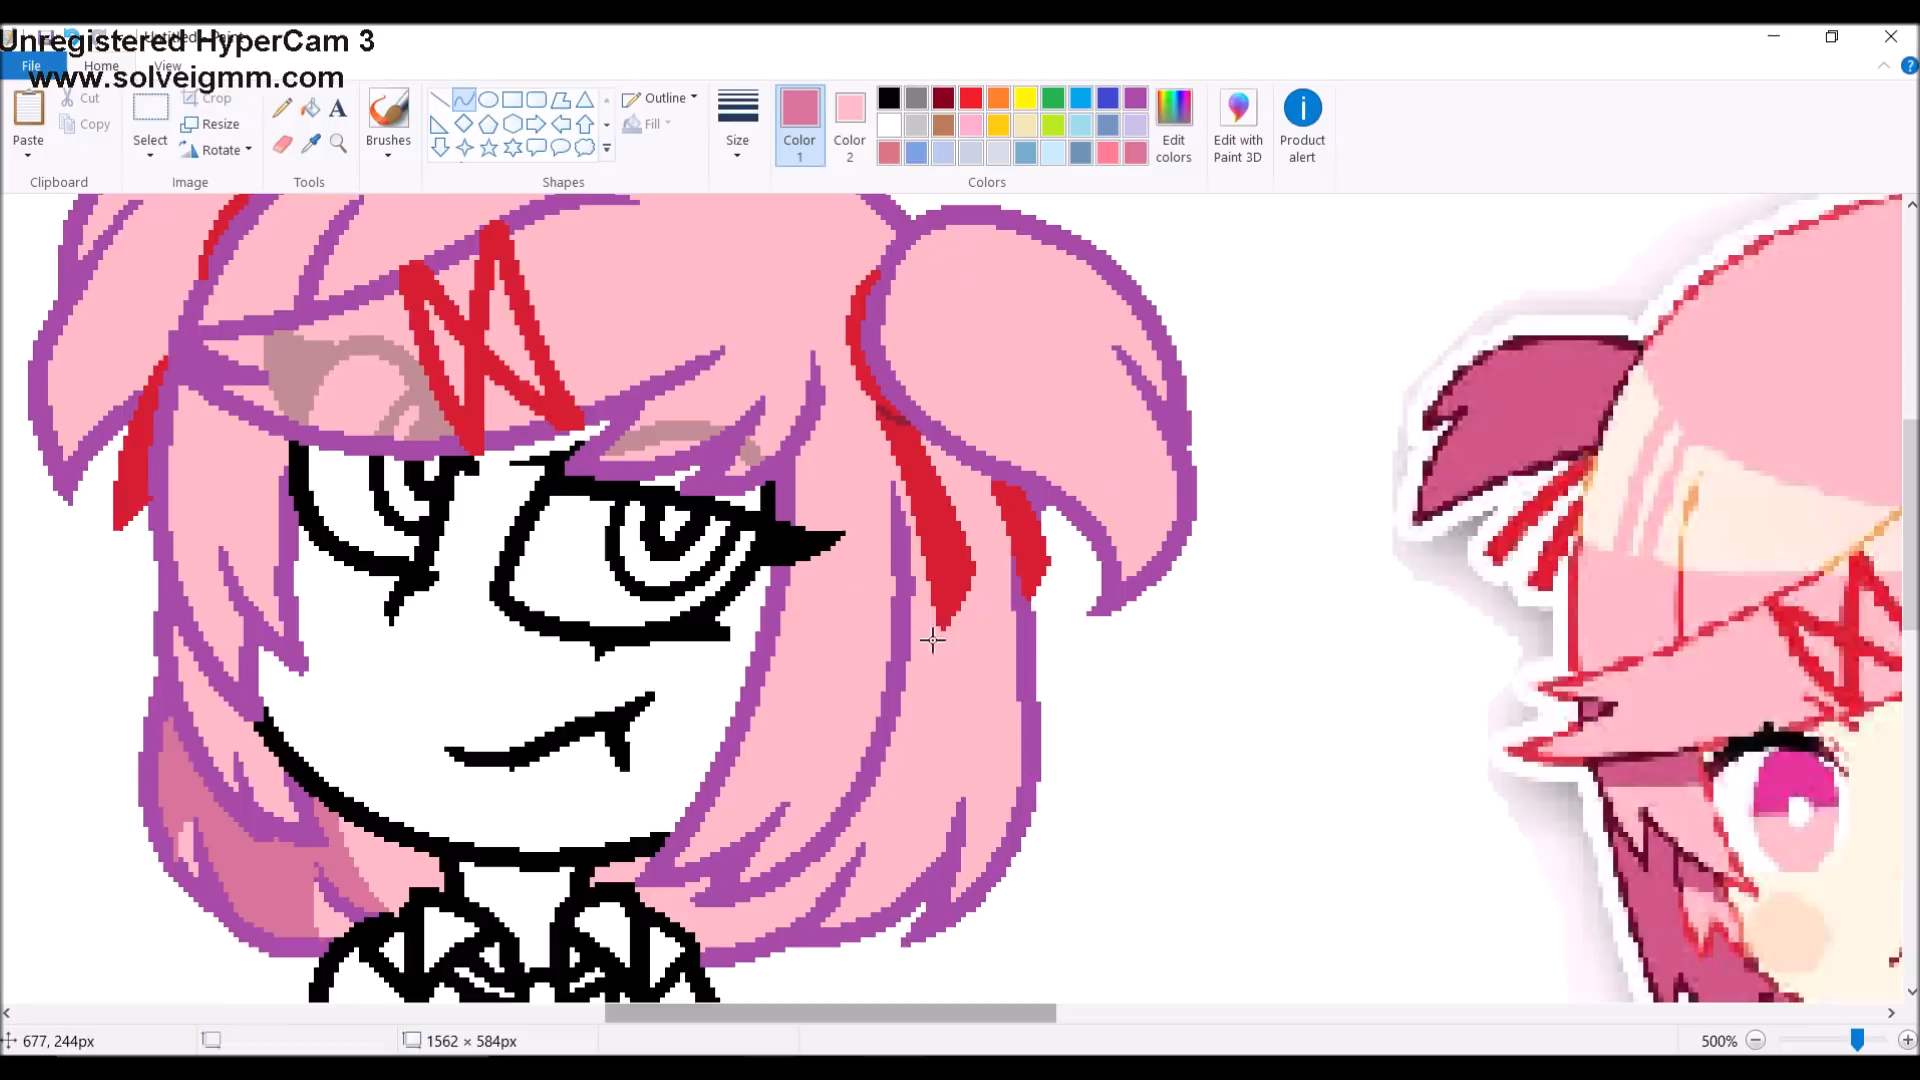 Unregistered HyperCam 3
Untitled - Paint
File
Home
View
www.solveigmm.com
Paste
Cut
Copy
Clipboard
Select
Crop
Resize
Rotate
Image
Tools
Brushes
Outline
Fill
Shapes
Size
Color
1
Color
2
Edit
colors
Colors
Edit with
Paint 3D
Product
alert
677, 244px
1562 × 584px
500%